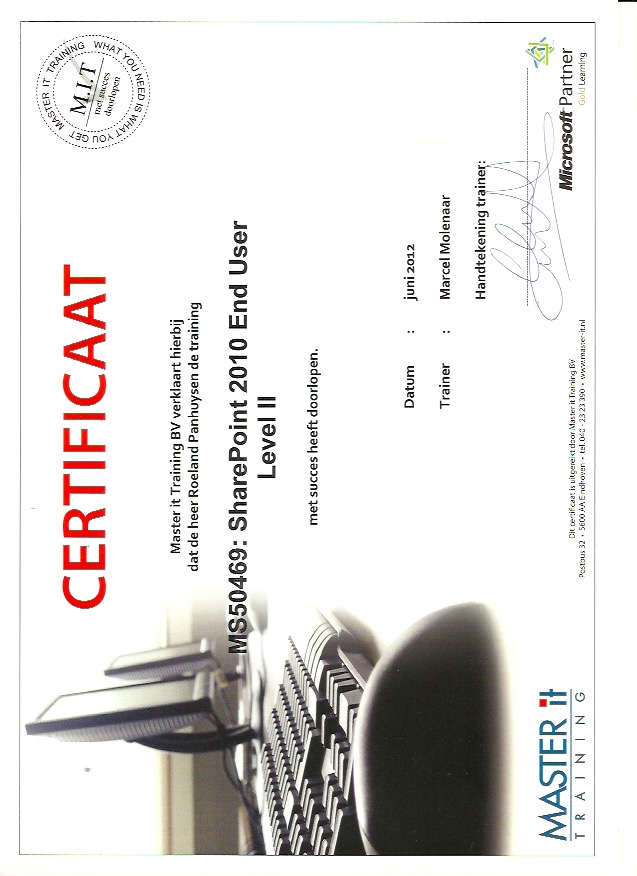 CERTIFICAAT
MASTER IT TRAINING WHAT YOU NEED IS WHAT YOU GET
M.I.T
met succes
doorlopen
Master it Training BV verklaart hierbij
dat de heer Roeland Panhuysen de training
MS50469: SharePoint 2010 End User
Level II
met succes heeft doorlopen.
Datum : juni 2012
Trainer : Marcel Molenaar
Handtekening trainer:
MASTER it
TRAINING
Dit certificaat is uitgereikt door Master it Training BV
Postbus 32 • 5600 AA Eindhoven • tel. 040 - 23 23 390 • www.master-it.nl
Microsoft Partner
Gold Learning